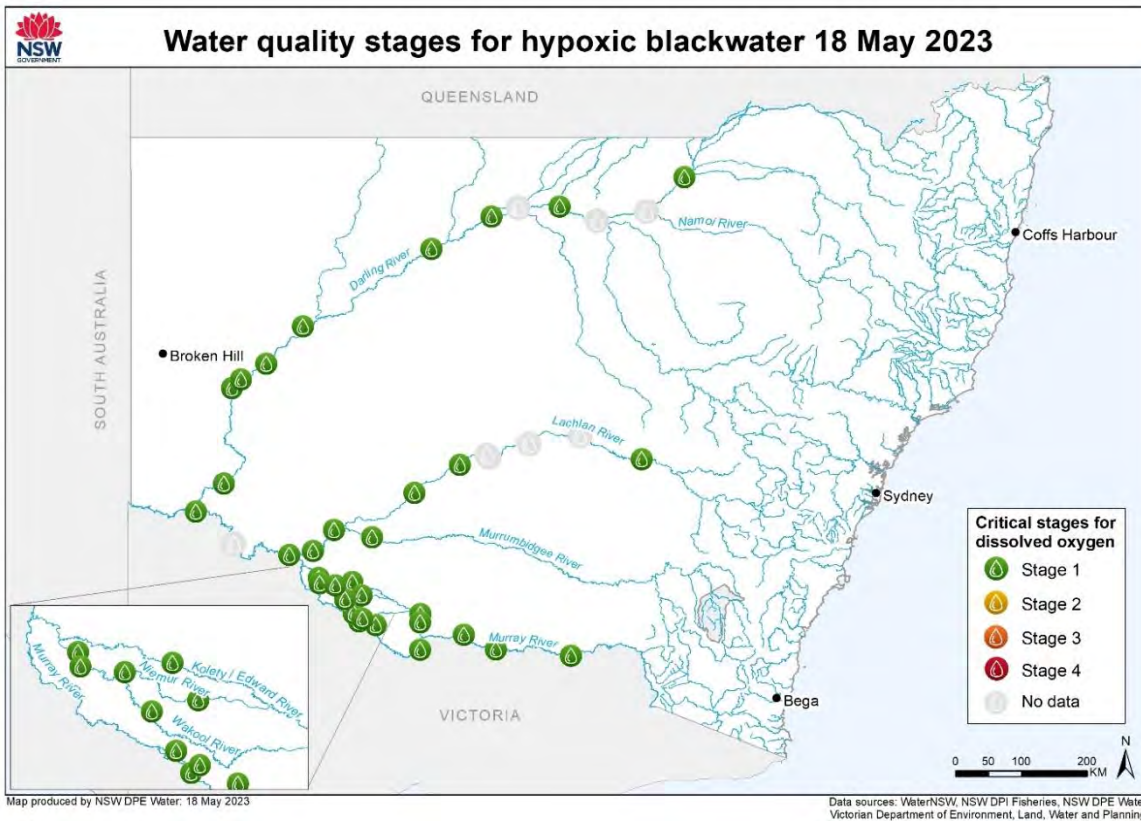 NSW
GOVERNMENT
Water quality stages for hypoxic blackwater 18 May 2023
QUEENSLAND
Namoi River
Coffs Harbour
Darling River
SOUTH AUSTRALIA
Broken Hill
Lachlan River
Sydney
Murrumbidgee River
Critical stages for
dissolved oxygen
Stage 1
Stage 2
Stage 3
Stage 4
No data
Murray River
Murray River
Kolety / Edward River
Niemur River
Wakool River
VICTORIA
Bega
0 50 100 200
KM
N
Map produced by NSW DPE Water: 18 May 2023
Data sources: WaterNSW, NSW DPI Fisheries, NSW DPE Wate
Victorian Department of Environment, Land, Water and Planning